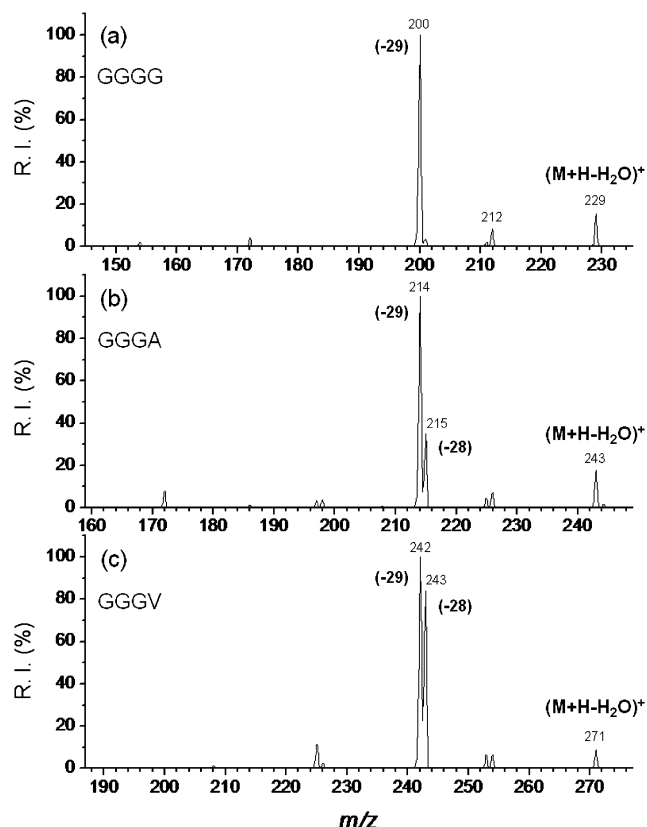 (a)
GGGG
R. I. (%)
100
80
60
40
20
0
200
(-29)
212
(M+H-H₂O)⁺
229
150 160 170 180 190 200 210 220 230
(b)
GGGA
R. I. (%)
100
80
60
40
20
0
214
(-29)
215
(-28)
(M+H-H₂O)⁺
243
160 170 180 190 200 210 220 230 240
(c)
GGGV
R. I. (%)
100
80
60
40
20
0
242
(-29)
243
(-28)
(M+H-H₂O)⁺
271
190 200 210 220 230 240 250 260 270
m/z